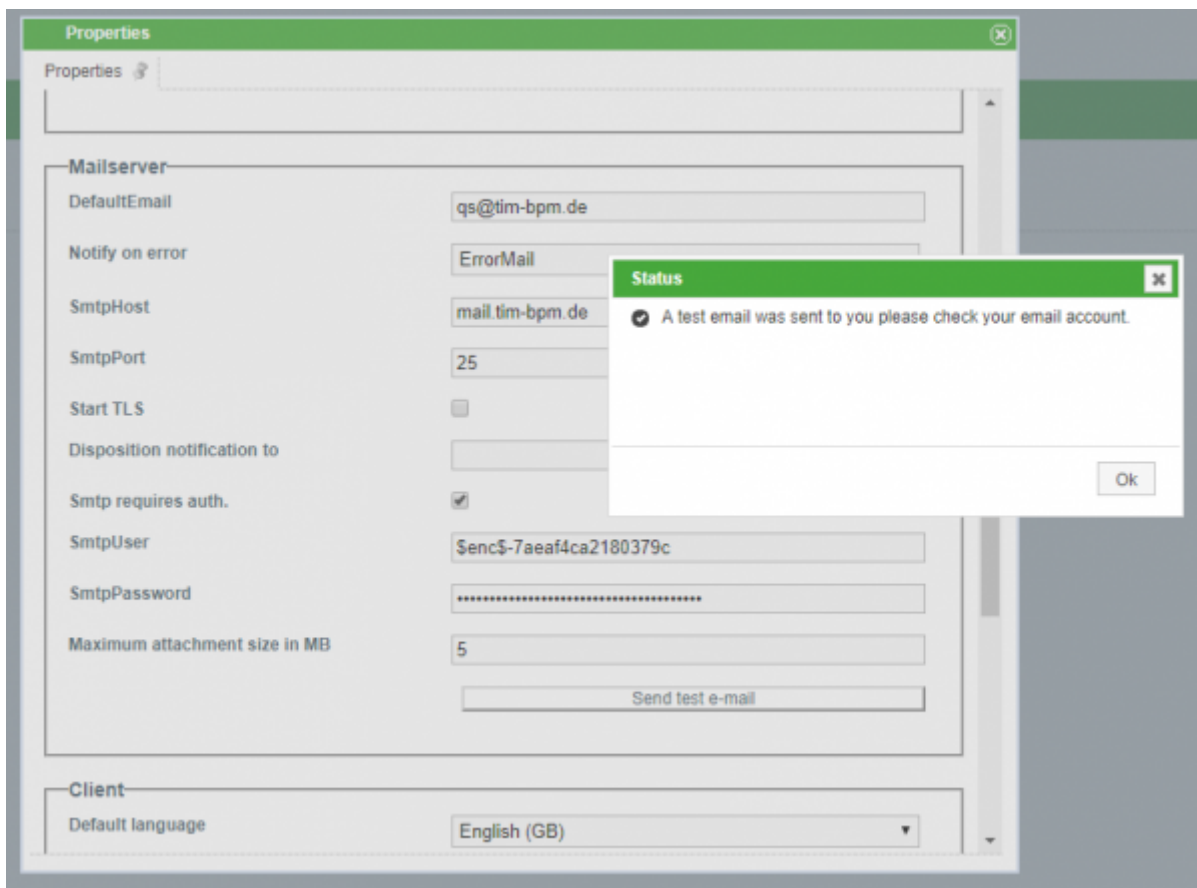 Properties
Properties
Mailserver
DefaultEmail
qs@tim-bpm.de
Notify on error
ErrorMail
SmtpHost
mail.tim-bpm.de
SmtpPort
25
Start TLS
Disposition notification to
Smtp requires auth.
SmtpUser
$enc$-7aeaf4ca2180379c
SmtpPassword
Maximum attachment size in MB
5
Send test e-mail
Client
Default language
English (GB)
Status
A test email was sent to you please check your email account.
Ok